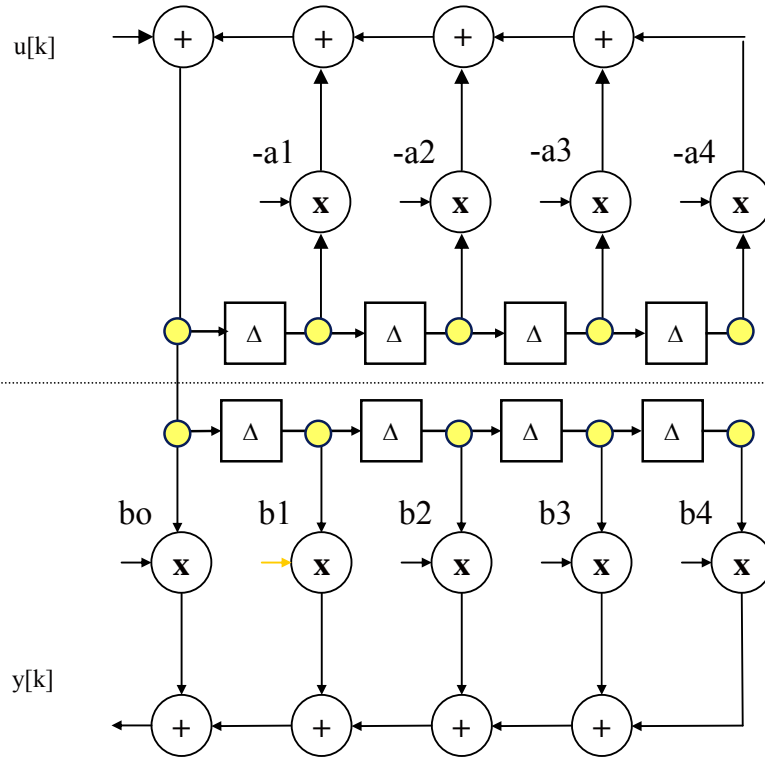 + + + +
u[k]
-a1 -a2 -a3 -a4
x x x x
Δ Δ Δ Δ
Δ Δ Δ Δ
bo b1 b2 b3 b4
x x x x x
y[k]
+ + + +